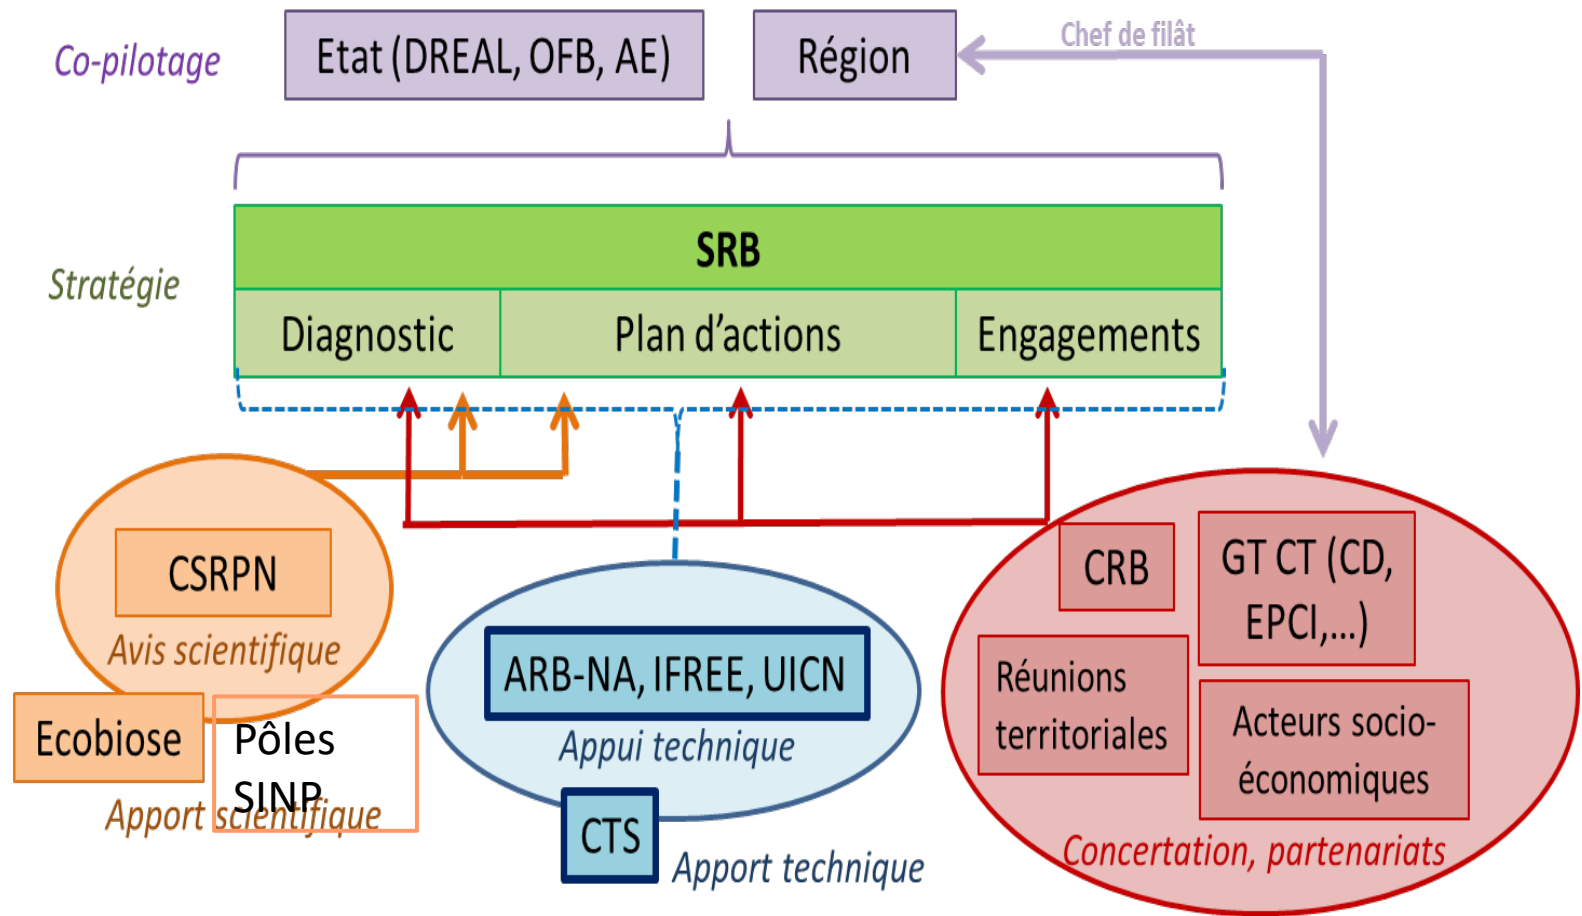 Co-pilotage
Etat (DREAL, OFB, AE)
Région
Chef de filât
Stratégie
SRB
Diagnostic
Plan d’actions
Engagements
CSRPN
Avis scientifique
Ecobiose
Pôles
SINP
Apport scientifique
ARB-NA, IFREE, UICN
Appui technique
CTS
Apport technique
CRB
GT CT (CD,
EPCI,...)
Réunions
territoriales
Acteurs socio-
économiques
Concertation, partenariats